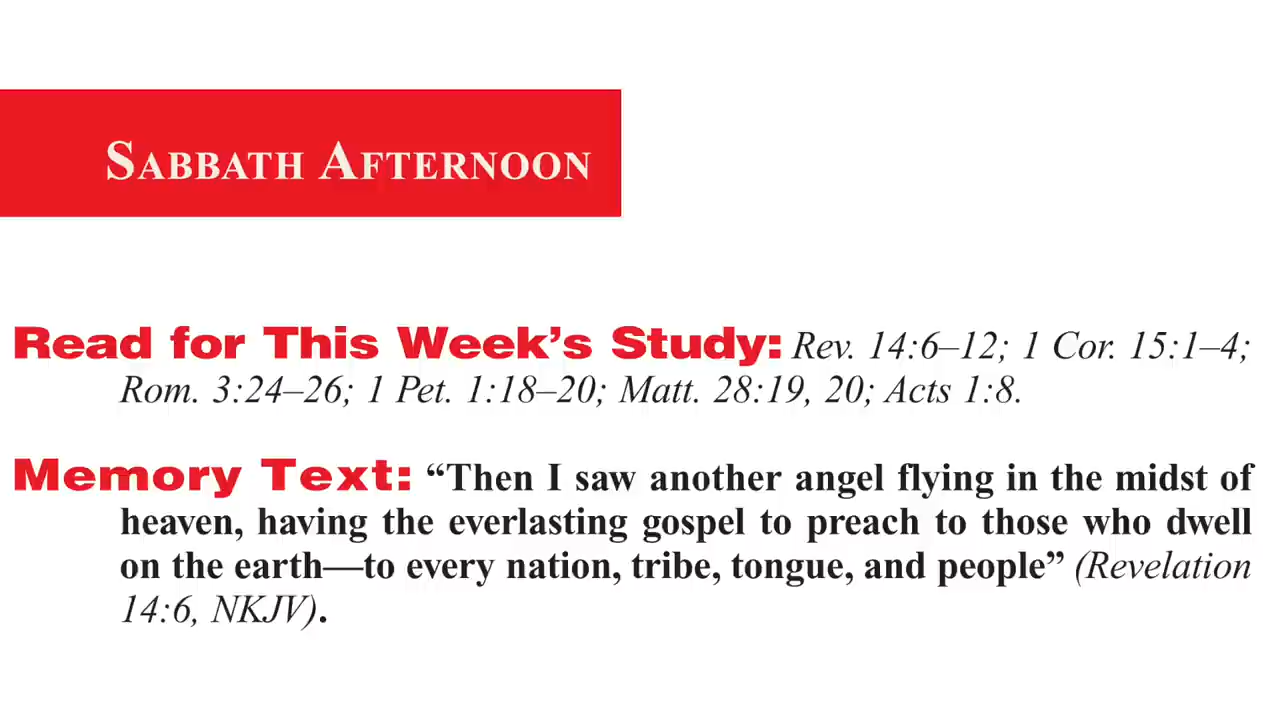 SABBATH AFTERNOON
Read for This Week’s Study: Rev. 14:6–12; 1 Cor. 15:1–4;
Rom. 3:24–26; 1 Pet. 1:18–20; Matt. 28:19, 20; Acts 1:8.
Memory Text: “Then I saw another angel flying in the midst of
heaven, having the everlasting gospel to preach to those who dwell
on the earth—to every nation, tribe, tongue, and people” (Revelation
14:6, NKJV).